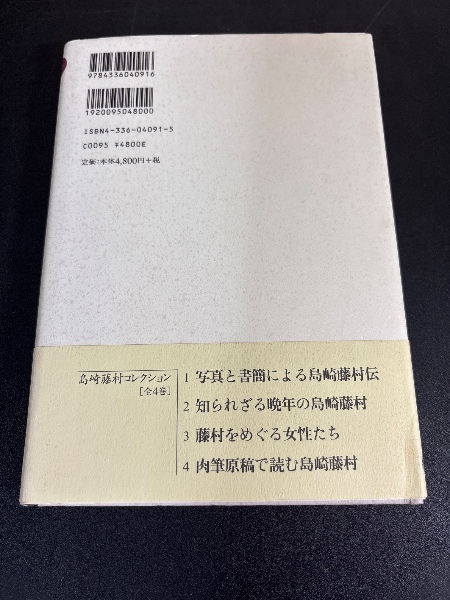 9784336040916
1920095048000
ISBN4-336-04091-5
C0095 ¥4800E
定価:本体4,800円+税
島崎藤村コレクション
[全4巻]
1 写真と書簡による島崎藤村伝
2 知られざる晩年の島崎藤村
3 藤村をめぐる女性たち
4 肉筆原稿で読む島崎藤村